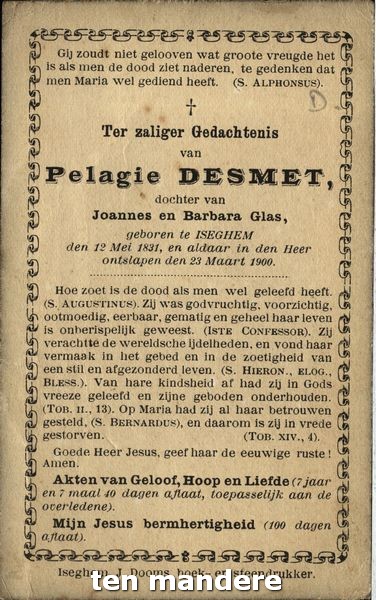 Gij zoudt niet gelooven wat groote vreugde het
is als men de dood ziet naderen, te gedenken dat
men Maria wel gediend heeft. (S. ALPHONSUS).
D.
†
Ter zaliger Gedachtenis
van
Pelagie DESMET,
dochter van
Joannes en Barbara Glas,
geboren te ISEGHEM
den 12 Mei 1831, en aldaar in den Heer
ontslapen den 23 Maart 1900.
Hoe zoet is de dood als men wel geleefd heeft.
(S. AUGUSTINUS). Zij was godvruchtig, voorzichtig,
ootmoedig, eerbaar, gematig en geheel haar leven
is onberispelijk geweest. (ISTE CONFESSOR). Zij
verachtte de wereldsche ijdelheden, en vond haar
vermaak in het gebed en in de zoetigheid van
een stil en afgezonderd leven. (S. HIERON., ELOG.,
BLESS.). Van hare kindsheid af had zij in Gods
vreeze geleefd en zijne geboden onderhouden.
(TOB. II., 13). Op Maria had zij al haar betrouwen
gesteld, (S. BERNARDUS), en daarom is zij in vrede
gestorven. (TOB. XIV., 4).
Goede Heer Jesus, geef haar de eeuwige ruste !
Amen.
Akten van Geloof, Hoop en Liefde (7 jaar
en 7 maal 40 dagen aflaat, toepasselijk aan de
overledene).
Mijn Jesus bermhertigheid (100 dagen
aflaat).
Iseghem, J. Dooms, boek- en steendrukker.
ten mandere